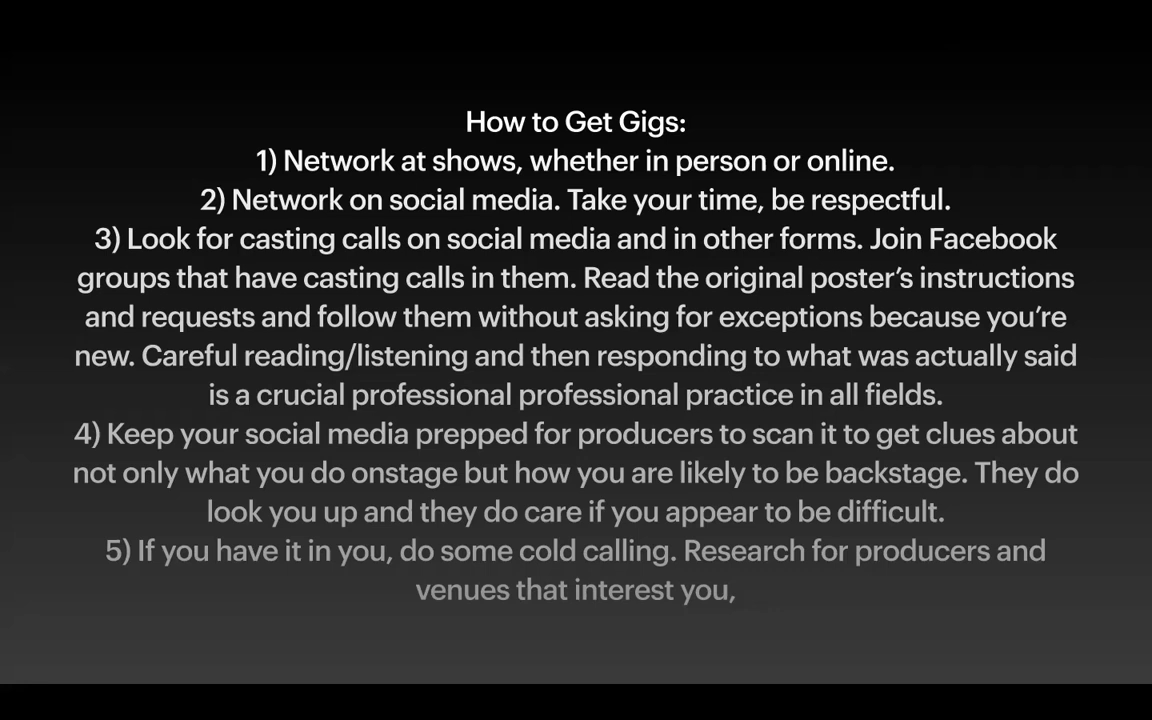 How to Get Gigs:
1) Network at shows, whether in person or online.
2) Network on social media. Take your time, be respectful.
3) Look for casting calls on social media and in other forms. Join Facebook
groups that have casting calls in them. Read the original poster’s instructions
and requests and follow them without asking for exceptions because you’re
new. Careful reading/listening and then responding to what was actually said
is a crucial professional professional practice in all fields.
4) Keep your social media prepped for producers to scan it to get clues about
not only what you do onstage but how you are likely to be backstage. They do
look you up and they do care if you appear to be difficult.
5) If you have it in you, do some cold calling. Research for producers and
venues that interest you,